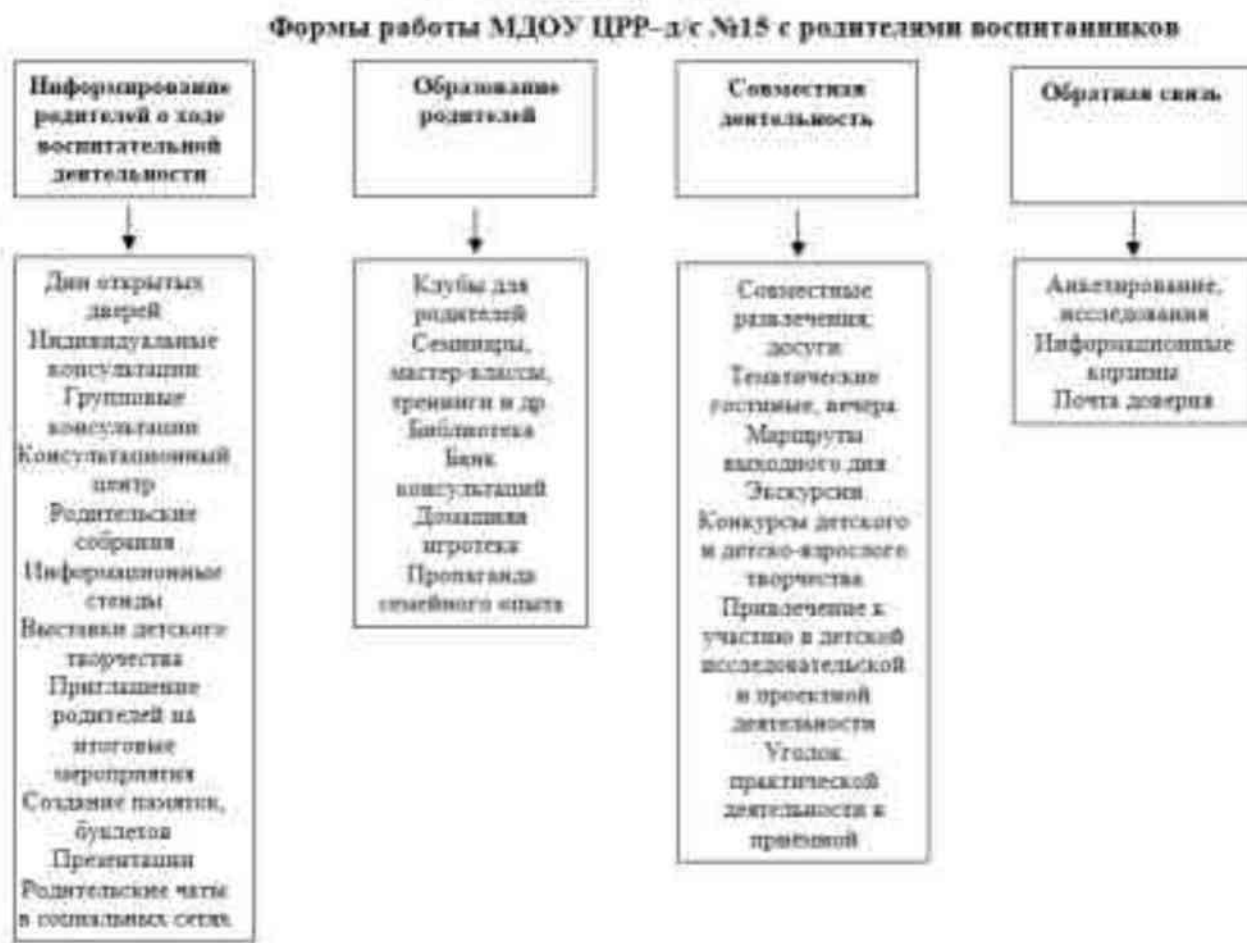 Формы работы МДОУ ЦРР-д/с №15 с родителями воспитанников
Информирование
родителей о ходе
воспитательной
деятельности
Дни открытых
дверей
Индивидуальные
консультации
Групповые
консультации
Консультационный
центр
Родительские
собрания
Информационные
стенды
Выставки детского
творчества
Приглашение
родителей на
итоговые
мероприятия
Создание памяток,
буклетов
Презентации
Родительские чаты
в социальных сетях
Образование
родителей
Клубы для
родителей
Семинары,
мастер-классы,
тренинги и др
Библиотека
Банк
консультаций
Домашняя
игротека
Пропаганда
семейного опыта
Совместная
деятельность
Совместные
развлечения,
досуги
Тематические
гостиные, вечера
Маршруты
выходного дня
Экскурсии
Конкурсы детского
и детско-взрослого
творчества
Привлечение к
участию в детской
исследовательской
и проектной
деятельности
Уголок
практической
деятельности в
приёмной
Обратная связь
Анкетирование,
исследования
Информационные
корзины
Почта доверия